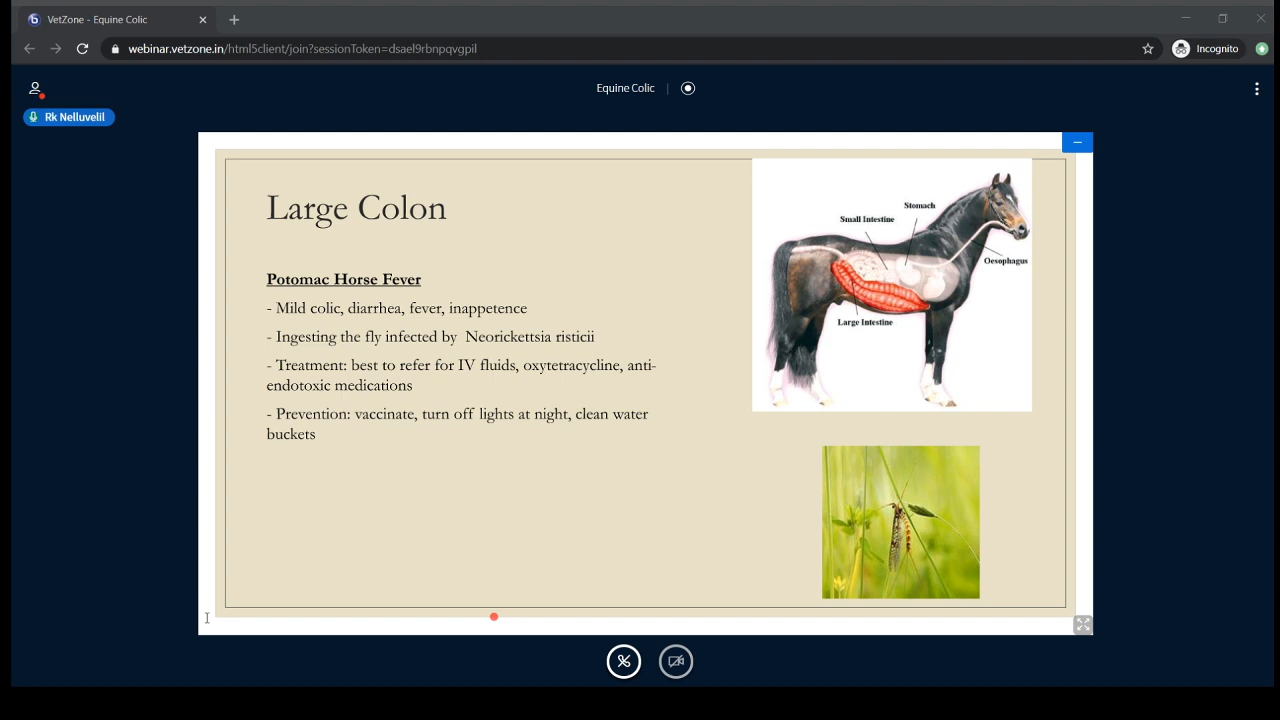 VetZone - Equine Colic
webinar.vetzone.in/html5client/join?sessionToken=dsael9rbnpqvgpil
Incognito
Equine Colic
Rk Nelluvelil
Large Colon
Potomac Horse Fever
- Mild colic, diarrhea, fever, inappetence
- Ingesting the fly infected by Neorickettsia risticii
- Treatment: best to refer for IV fluids, oxytetracycline, anti-
endotoxic medications
- Prevention: vaccinate, turn off lights at night, clean water
buckets
Stomach
Small Intestine
Oesophagus
Large Intestine